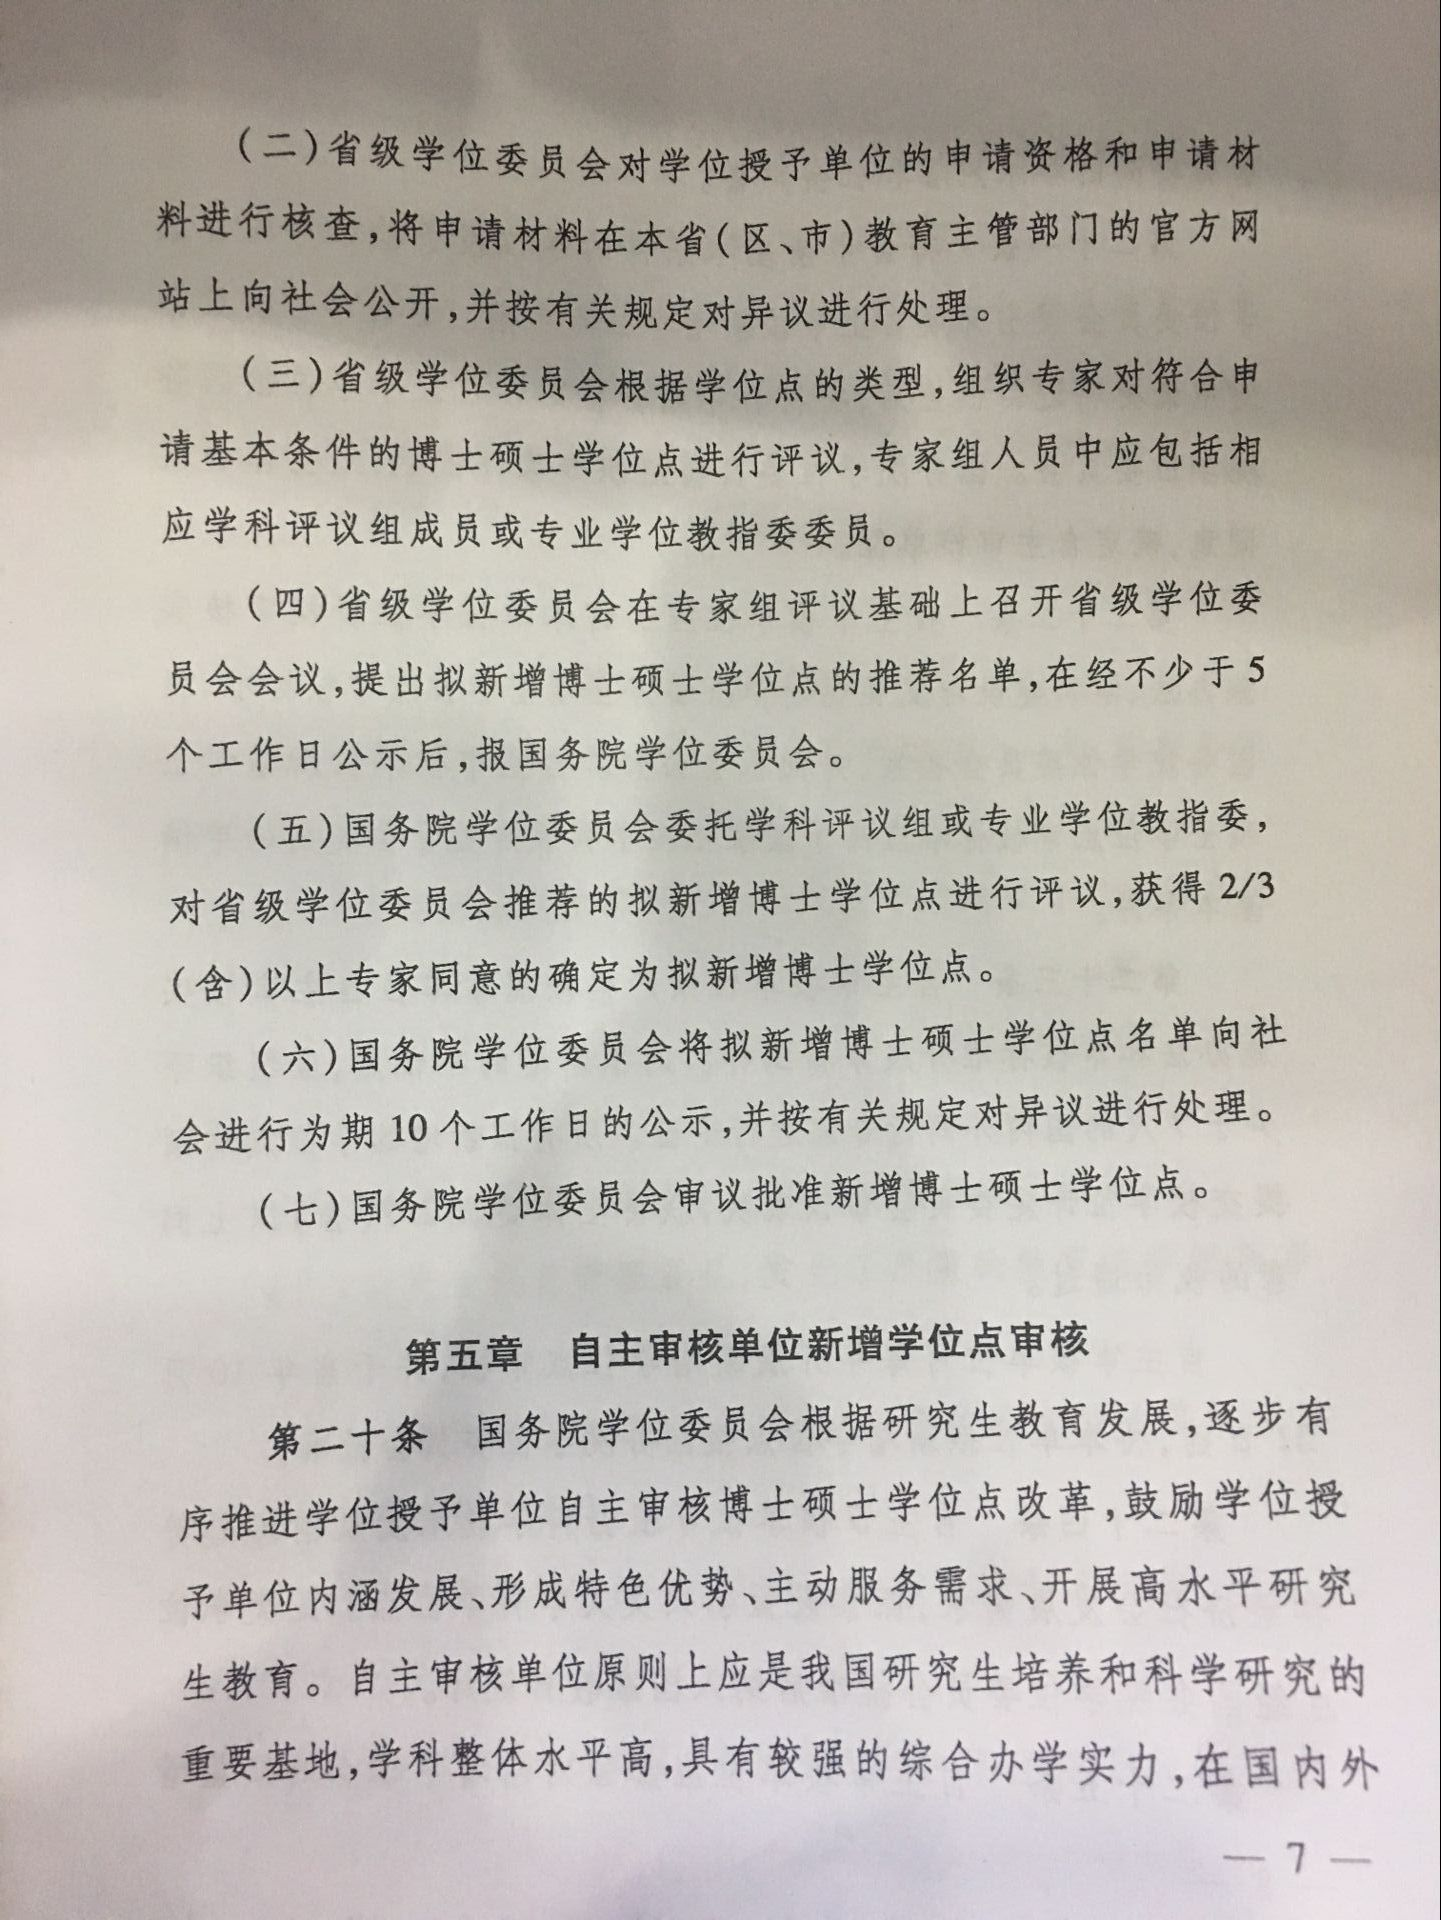 (二)省级学位委员会对学位授予单位的申请资格和申请材
料进行核查,将申请材料在本省(区、市)教育主管部门的官方网
站上向社会公开,并按有关规定对异议进行处理。
(三)省级学位委员会根据学位点的类型,组织专家对符合申
请基本条件的博士硕士学位点进行评议,专家组人员中应包括相
应学科评议组成员或专业学位教指委委员。
(四)省级学位委员会在专家组评议基础上召开省级学位委
员会会议,提出拟新增博士硕士学位点的推荐名单,在经不少于5
个工作日公示后,报国务院学位委员会。
(五)国务院学位委员会委托学科评议组或专业学位教指委,
对省级学位委员会推荐的拟新增博士学位点进行评议,获得2/3
(含)以上专家同意的确定为拟新增博士学位点。
(六)国务院学位委员会将拟新增博士硕士学位点名单向社
会进行为期10个工作日的公示,并按有关规定对异议进行处理。
(七)国务院学位委员会审议批准新增博士硕士学位点。
第五章 自主审核单位新增学位点审核
第二十条 国务院学位委员会根据研究生教育发展,逐步有
序推进学位授予单位自主审核博士硕士学位点改革,鼓励学位授
予单位内涵发展、形成特色优势、主动服务需求、开展高水平研究
生教育。自主审核单位原则上应是我国研究生培养和科学研究的
重要基地,学科整体水平高,具有较强的综合办学实力,在国内外
— 7 —